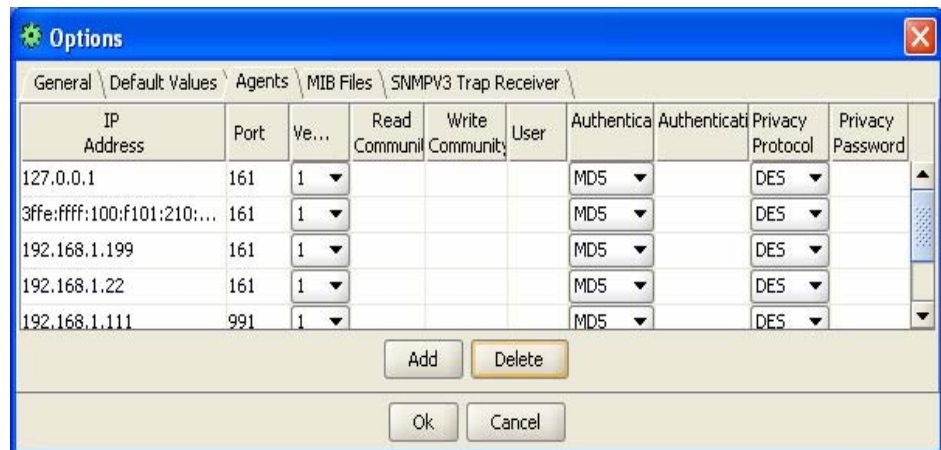 Options
General Default Values Agents MIB Files SNMPV3 Trap Receiver
IP Address Port Ve... Read Communit Write Community User Authentica Authenticati Privacy Protocol Privacy Password
127.0.0.1 161 1 MD5 DES
3ffe:ffff:100:f101:210:... 161 1 MD5 DES
192.168.1.199 161 1 MD5 DES
192.168.1.22 161 1 MD5 DES
192.168.1.111 991 1 MD5 DES
Add Delete
Ok Cancel